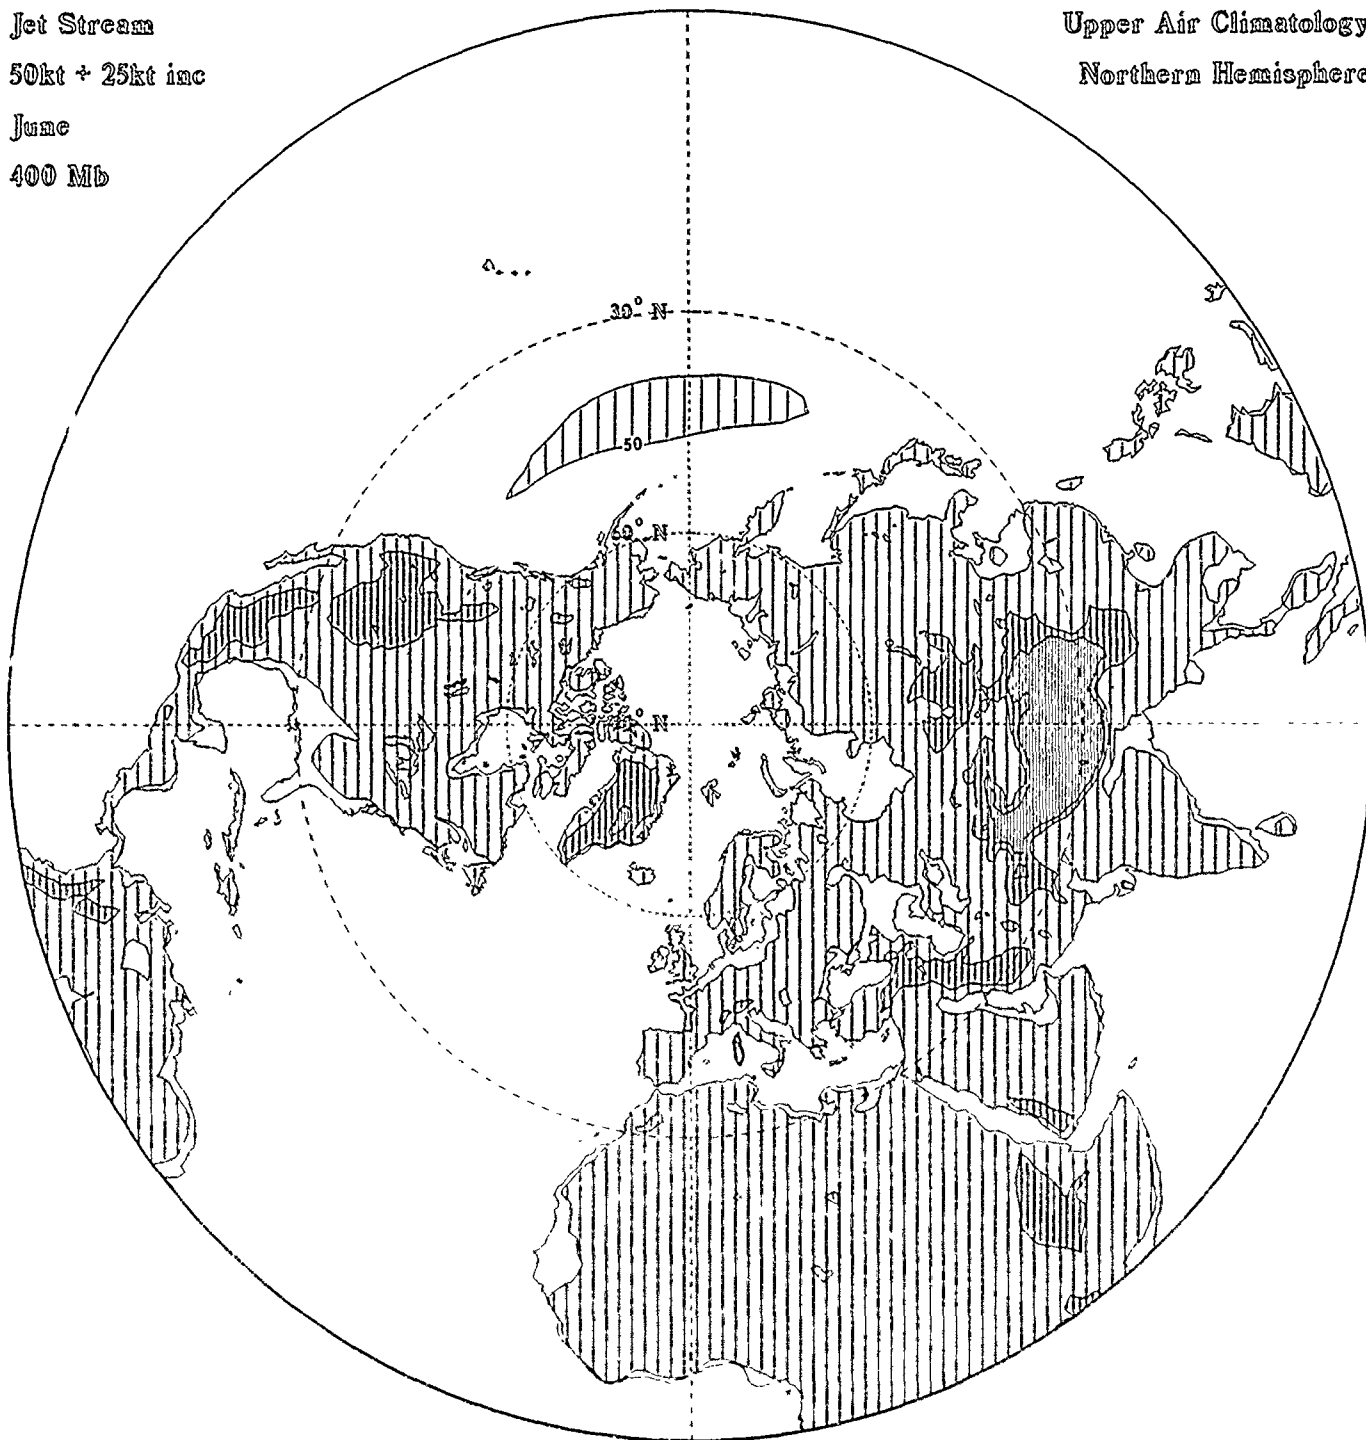 Jet Stream
50kt + 25kt inc
June
400 Mb
Upper Air Climatology
Northern Hemisphere
30° N
50
60° N
° N